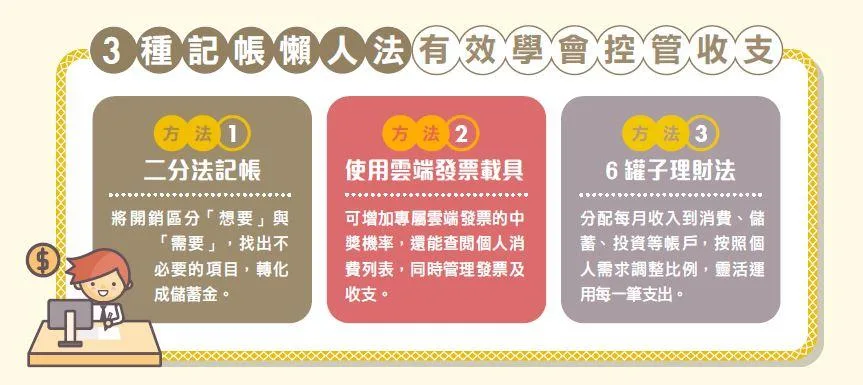 3種記帳懶人法有效學會控管收支
方法1
二分法記帳
將開銷區分「想要」與
「需要」，找出不
必要的項目，轉化
成儲蓄金。
方法2
使用雲端發票載具
可增加專屬雲端發票的中
獎機率，還能查閱個人消
費列表，同時管理發票及
收支。
方法3
6罐子理財法
分配每月收入到消費、儲
蓄、投資等帳戶，按照個
人需求調整比例，靈活運
用每一筆支出。
$